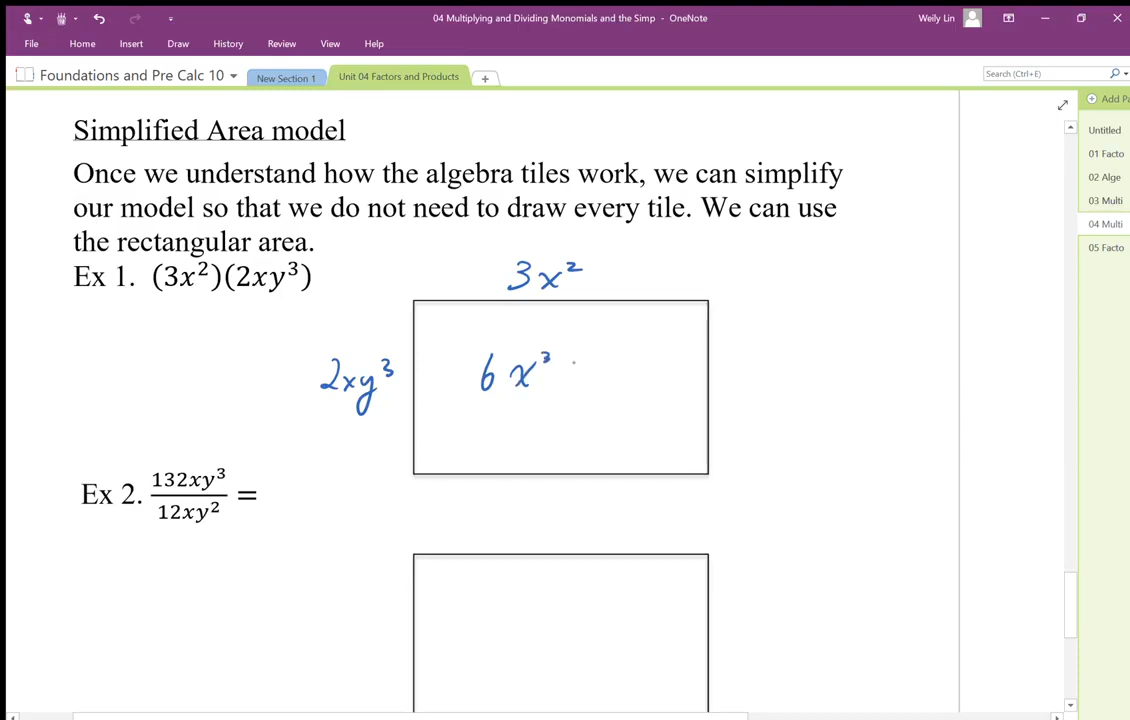 04 Multiplying and Dividing Monomials and the Simp - OneNote
Weily Lin
File Home Insert Draw History Review View Help
Foundations and Pre Calc 10
New Section 1
Unit 04 Factors and Products
+
Search (Ctrl+E)
Add Pa
Untitled
01 Facto
02 Alge
03 Multi
04 Multi
05 Facto
Simplified Area model
Once we understand how the algebra tiles work, we can simplify
our model so that we do not need to draw every tile. We can use
the rectangular area.
Ex 1. (3x²)(2xy³)
3x²
2xy³
6x³
Ex 2. 132xy³/12xy² =